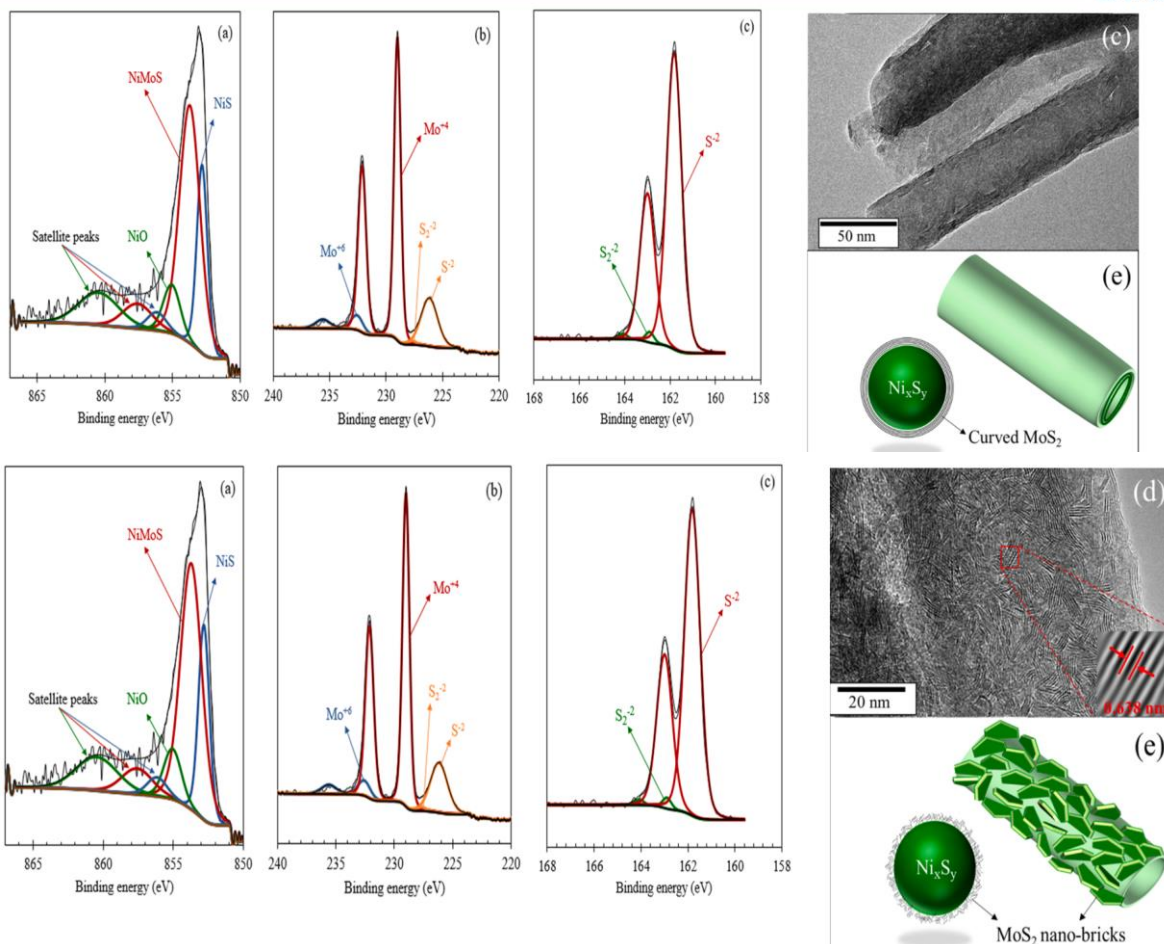 (a)
NiMoS
NiS
Satellite peaks
NiO
865 860 855 850
Binding energy (eV)
(b)
Mo+4
Mo+6
S2-2
S-2
240 235 230 225 220
Binding energy (eV)
(c)
S-2
S2-2
168 166 164 162 160 158
Binding energy (eV)
(c)
50 nm
(e)
NixSy
Curved MoS2
(a)
NiMoS
NiS
Satellite peaks
NiO
865 860 855 850
Binding energy (eV)
(b)
Mo+4
Mo+6
S2-2
S-2
240 235 230 225 220
Binding energy (eV)
(c)
S-2
S2-2
168 166 164 162 160 158
Binding energy (eV)
(d)
20 nm
0.638 nm
(e)
NixSy
MoS2 nano-bricks